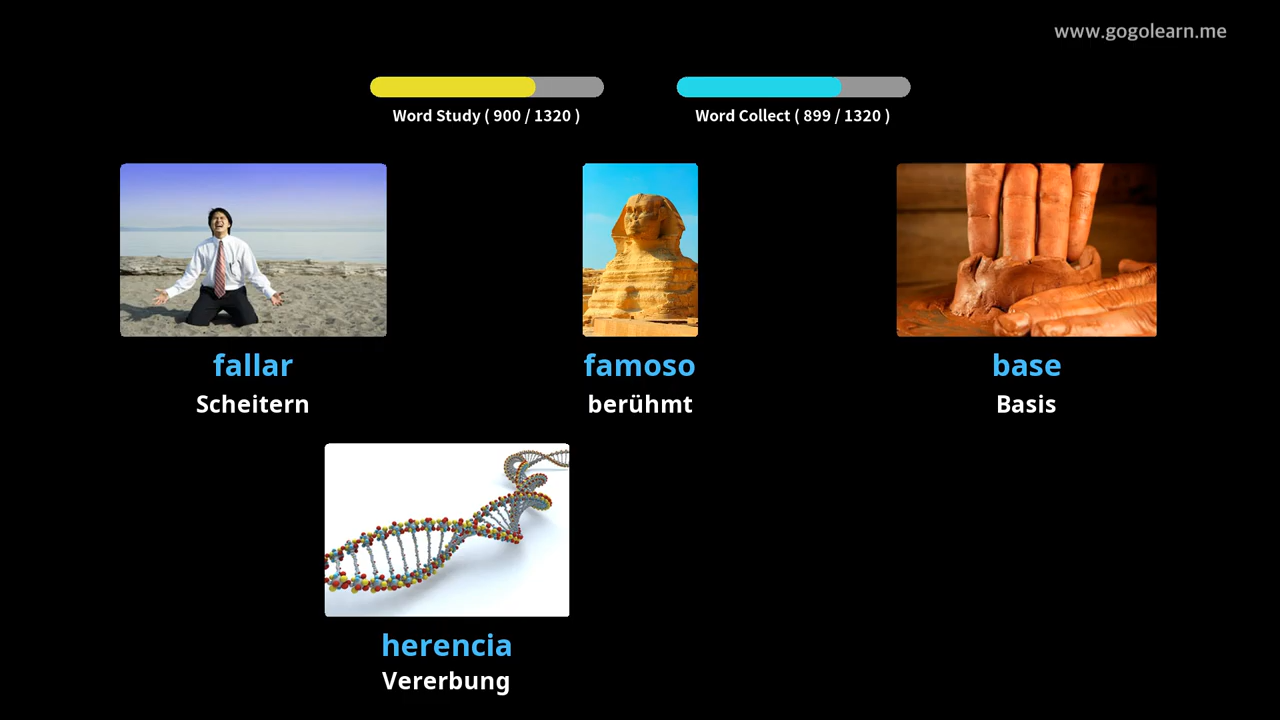 www.gogolearn.me
Word Study ( 900 / 1320 )
Word Collect ( 899 / 1320 )
fallar
Scheitern
famoso
berühmt
base
Basis
herencia
Vererbung